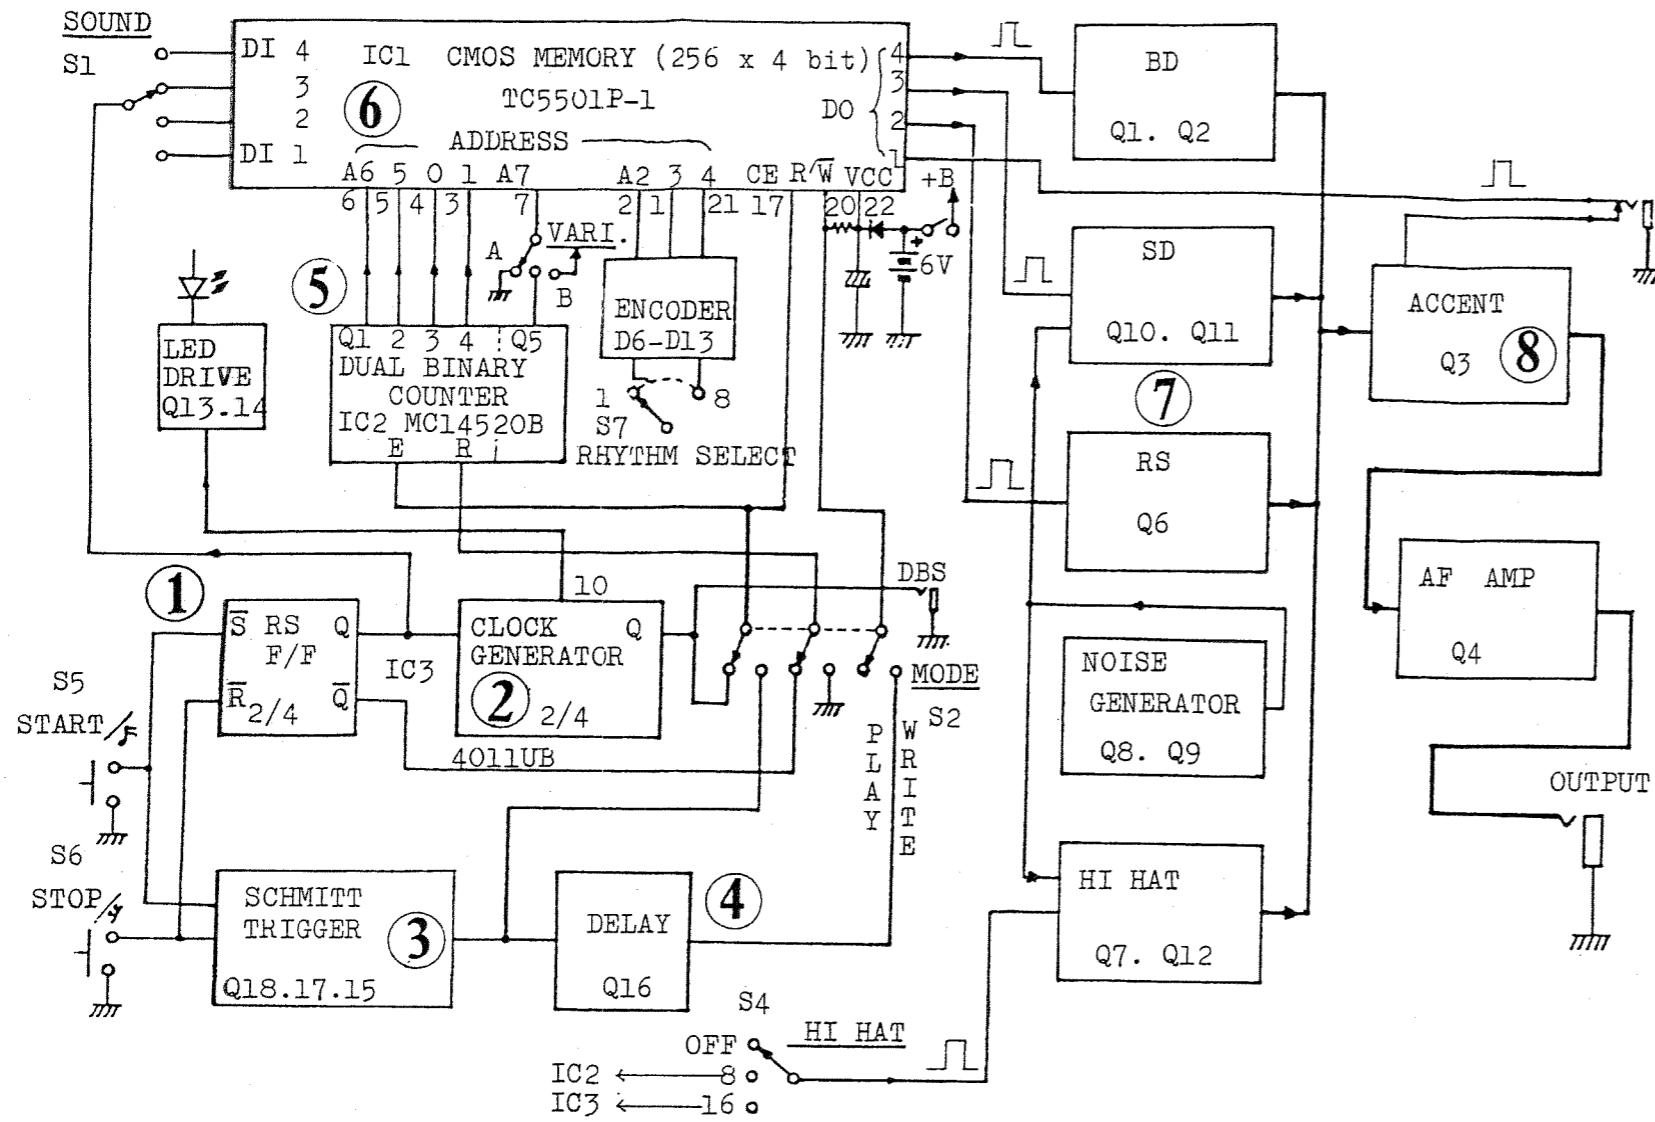 SOUND
S1
DI 4
3
2
DI 1
IC1 CMOS MEMORY (256 x 4 bit)
TC5501P-1
⑥
ADDRESS
DO
4
3
2
1
A6 5 0 1 A7 A2 3 4 CE R/W̅ VCC
6 5 4 3 7 2 1 21 17 20 22
+B
+
6V
A
VARI.
B
⑤
ENCODER
D6-D13
1 8
S7
RHYTHM SELECT
Q1 2 3 4 Q5
DUAL BINARY
COUNTER
IC2 MC14520B
E R
LED
DRIVE
Q13.14
①
S̅ RS Q
F/F
R̅ 2/4 Q̅
IC3
4011UB
10
CLOCK Q
GENERATOR
② 2/4
DBS
MODE
S2
PLAY
WRITE
S5
START/
S6
STOP/
SCHMITT
TRIGGER
③
Q18.17.15
DELAY
Q16
④
S4
HI HAT
OFF
IC2 8
IC3 16
BD
Q1. Q2
SD
Q10. Q11
⑦
RS
Q6
NOISE
GENERATOR
Q8. Q9
HI HAT
Q7. Q12
ACCENT
Q3
⑧
AF AMP
Q4
OUTPUT